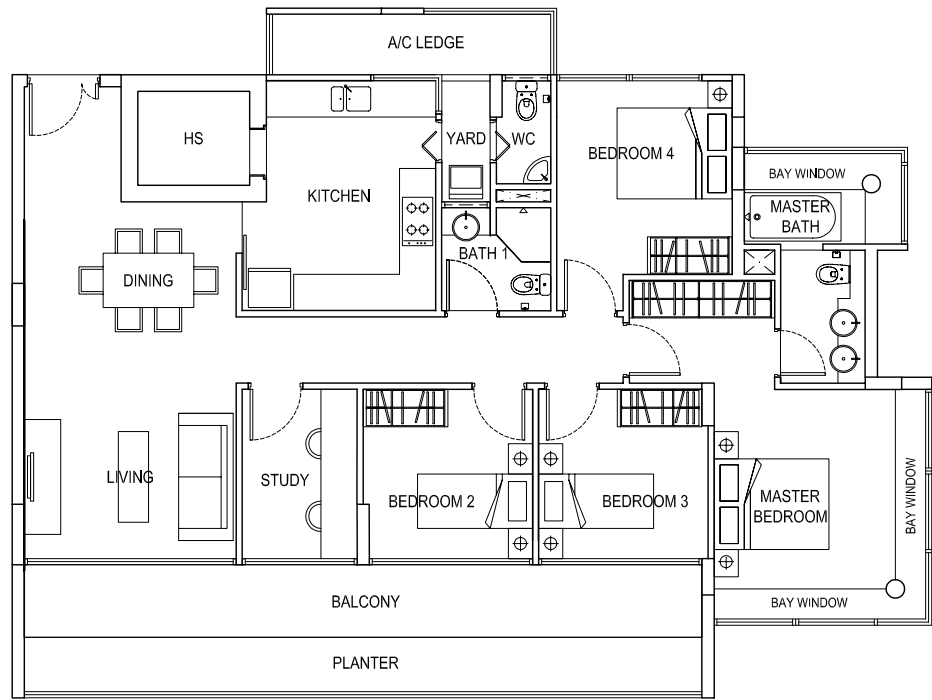 A/C LEDGE
HS
YARD
WC
BEDROOM 4
BAY WINDOW
KITCHEN
MASTER
BATH
BATH 1
DINING
LIVING
STUDY
BEDROOM 2
BEDROOM 3
MASTER
BEDROOM
BAY WINDOW
BAY WINDOW
BALCONY
PLANTER